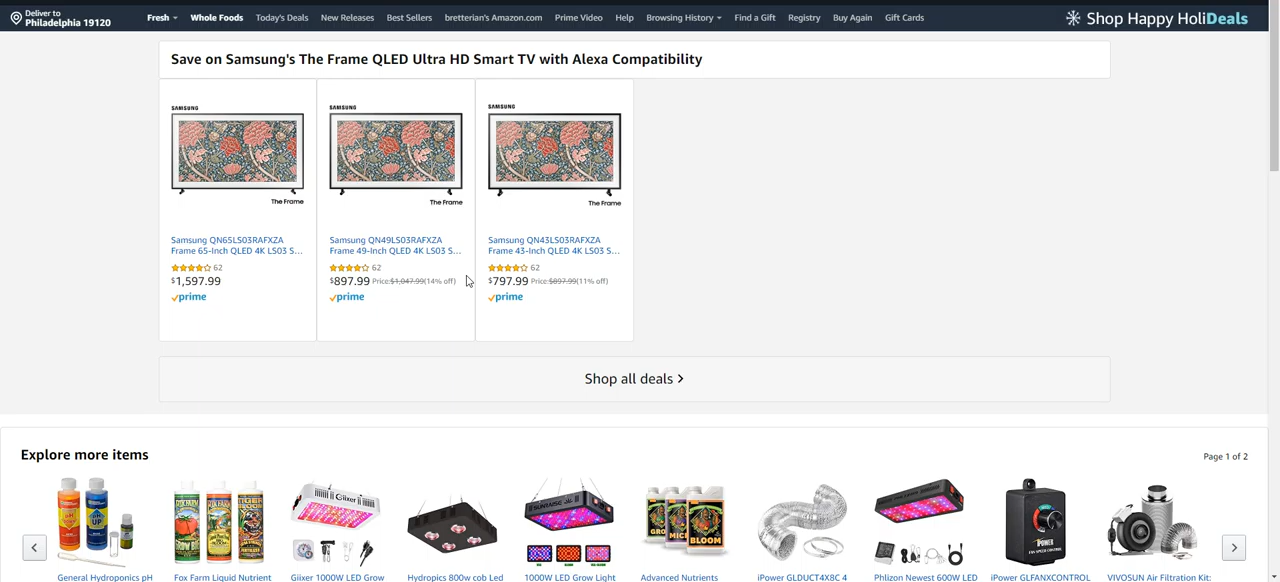 Deliver to
Philadelphia 19120
Fresh Whole Foods Today's Deals New Releases Best Sellers bretterian's Amazon.com Prime Video Help Browsing History Find a Gift Registry Buy Again Gift Cards
Shop Happy HoliDeals
Save on Samsung's The Frame QLED Ultra HD Smart TV with Alexa Compatibility
SAMSUNG
The Frame
Samsung QN65LS03RAFXZA
Frame 65-Inch QLED 4K LS03 S...
62
$1,597.99
prime
SAMSUNG
The Frame
Samsung QN49LS03RAFXZA
Frame 49-Inch QLED 4K LS03 S...
62
$897.99 Price:$1,047.99(14% off)
prime
SAMSUNG
The Frame
Samsung QN43LS03RAFXZA
Frame 43-Inch QLED 4K LS03 S...
62
$797.99 Price:$897.99(11% off)
prime
Shop all deals
Explore more items
Page 1 of 2
General Hydroponics pH
Fox Farm Liquid Nutrient
Giixer 1000W LED Grow
Hydropics 800w cob Led
1000W LED Grow Light
Advanced Nutrients
iPower GLDUCT4X8C 4
Phlizon Newest 600W LED
iPower GLFANXCONTROL
VIVOSUN Air Filtration Kit: